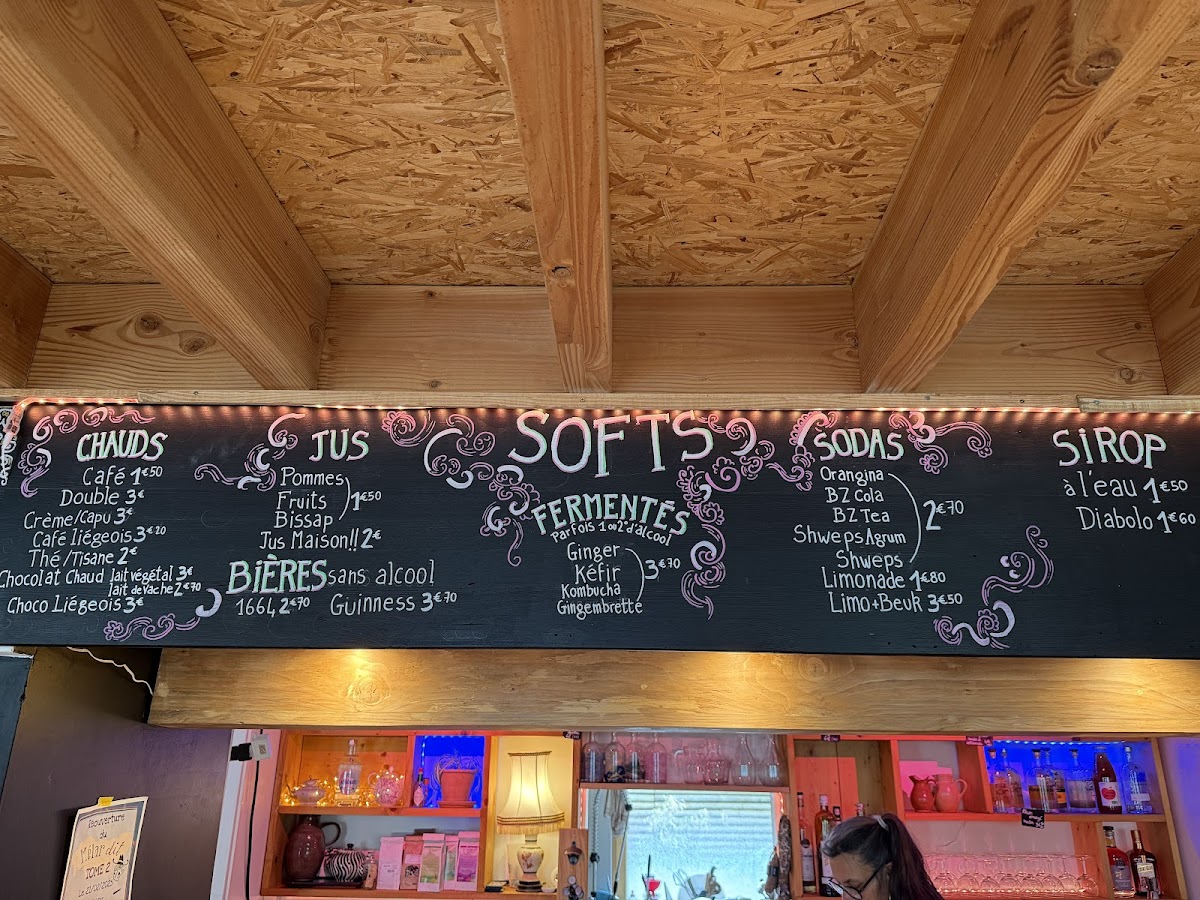 SOFTS
CHAUDS
Café 1€50
Double 3€
Crème/Capu 3€
Café liégeois 3€20
Thé/Tisane 2€
Chocolat Chaud lait végétal 3€
lait de vache 2€70
Choco Liégeois 3€
JUS
Pommes
Fruits 1€50
Bissap
Jus Maison!! 2€
BIÈRES sans alcool
1664 2€70 Guinness 3€70
FERMENTÉS
Parfois 1 ou 2° d'alcool
Ginger
Kéfir 3€70
Kombucha
Gingembrette
SODAS
Orangina
BZ Cola
BZ Tea 2€70
Shweps Agrum
Shweps
Limonade 1€80
Limo+Beuk 3€50
SiROP
à l'eau 1€50
Diabolo 1€60
TOME 2